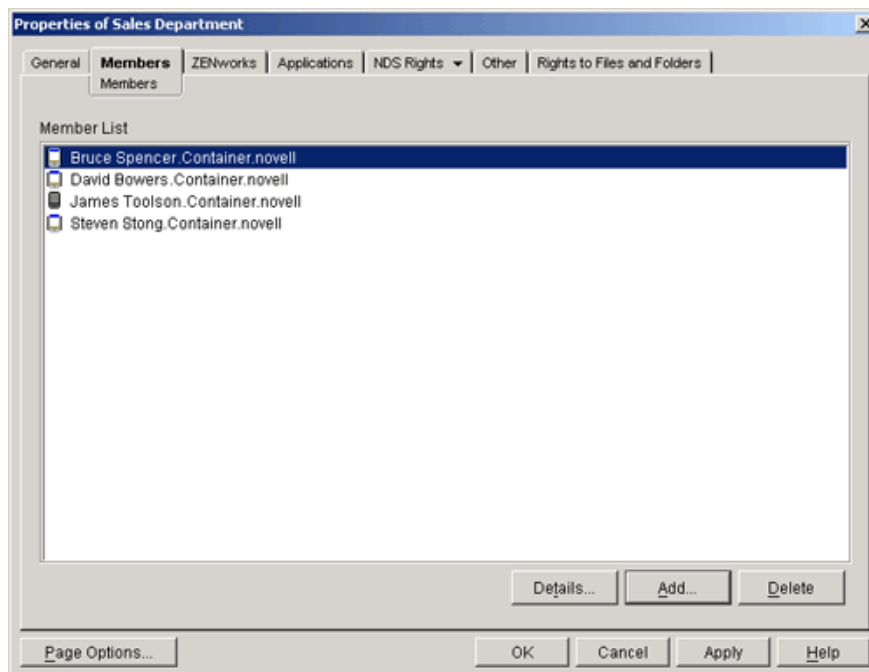 Properties of Sales Department
General Members ZENworks Applications NDS Rights Other Rights to Files and Folders
Members
Member List
Bruce Spencer.Container.novell
David Bowers.Container.novell
James Toolson.Container.novell
Steven Stong.Container.novell
Details... Add... Delete
Page Options... OK Cancel Apply Help